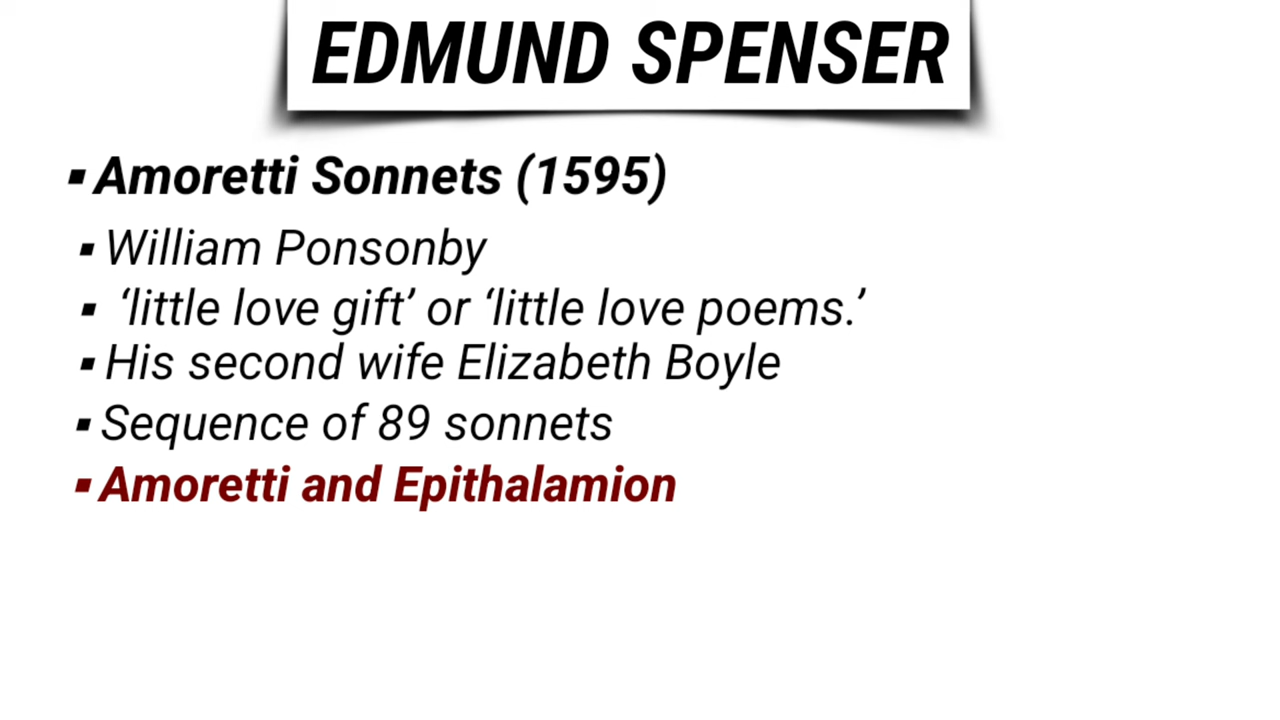 EDMUND SPENSER
▪ Amoretti Sonnets (1595)
▪ William Ponsonby
▪ ‘little love gift’ or ‘little love poems.’
▪ His second wife Elizabeth Boyle
▪ Sequence of 89 sonnets
▪ Amoretti and Epithalamion